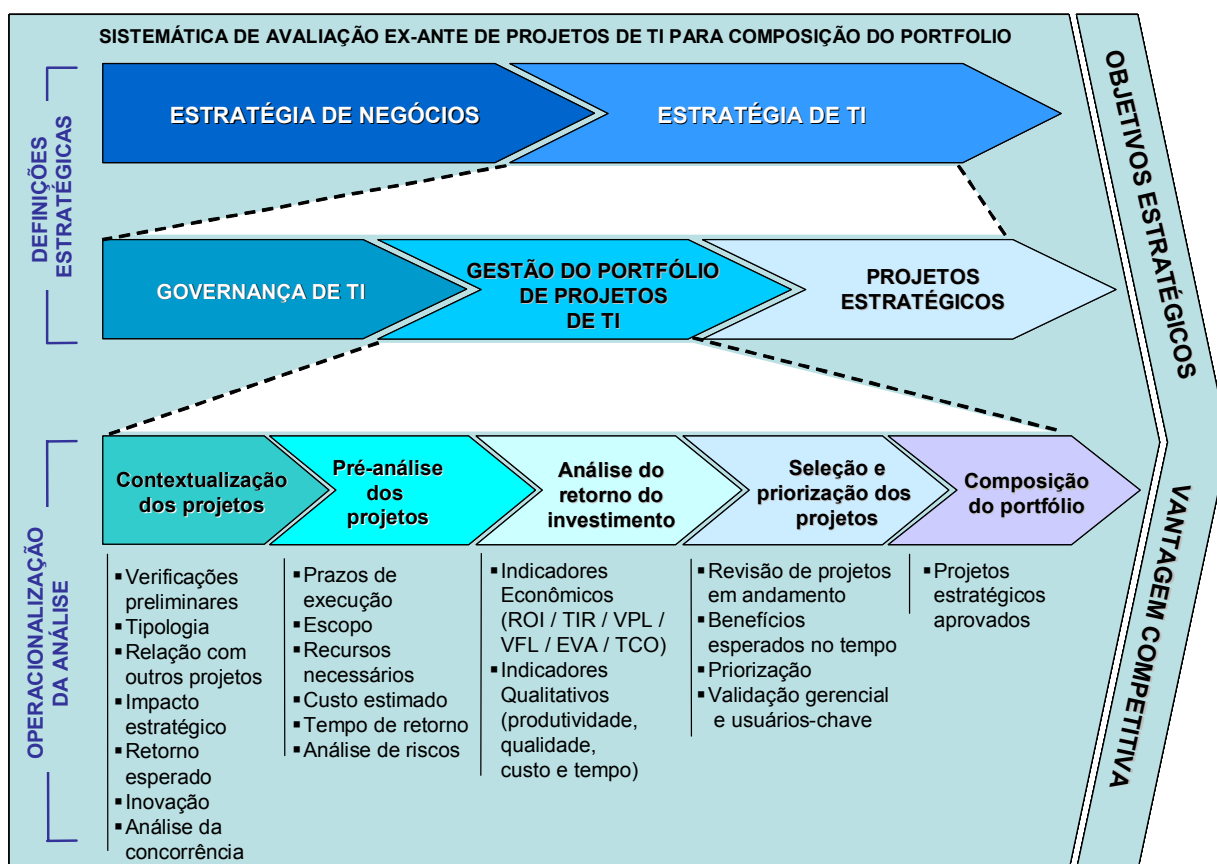 SISTEMÁTICA DE AVALIAÇÃO EX-ANTE DE PROJETOS DE TI PARA COMPOSIÇÃO DO PORTFOLIO
DEFINIÇÕES
ESTRATÉGICAS
ESTRATÉGIA DE NEGÓCIOS
ESTRATÉGIA DE TI
GOVERNANÇA DE TI
GESTÃO DO PORTFÓLIO
DE PROJETOS
DE TI
PROJETOS
ESTRATÉGICOS
OPERACIONALIZAÇÃO
DA ANÁLISE
Contextualização
dos projetos
▪Verificações
preliminares
▪Tipologia
▪Relação com
outros projetos
▪Impacto
estratégico
▪Retorno
esperado
▪Inovação
▪Análise da
concorrência
Pré-análise
dos
projetos
▪Prazos de
execução
▪Escopo
▪Recursos
necessários
▪Custo estimado
▪Tempo de retorno
▪Análise de riscos
Análise do
retorno do
investimento
▪Indicadores
Econômicos
(ROI / TIR / VPL /
VFL / EVA / TCO)
▪Indicadores
Qualitativos
(produtividade,
qualidade,
custo e tempo)
Seleção e
priorização dos
projetos
▪Revisão de projetos
em andamento
▪Benefícios
esperados no tempo
▪Priorização
▪Validação gerencial
e usuários-chave
Composição
do portfólio
▪Projetos
estratégicos
aprovados
OBJETIVOS ESTRATÉGICOS
VANTAGEM COMPETITIVA